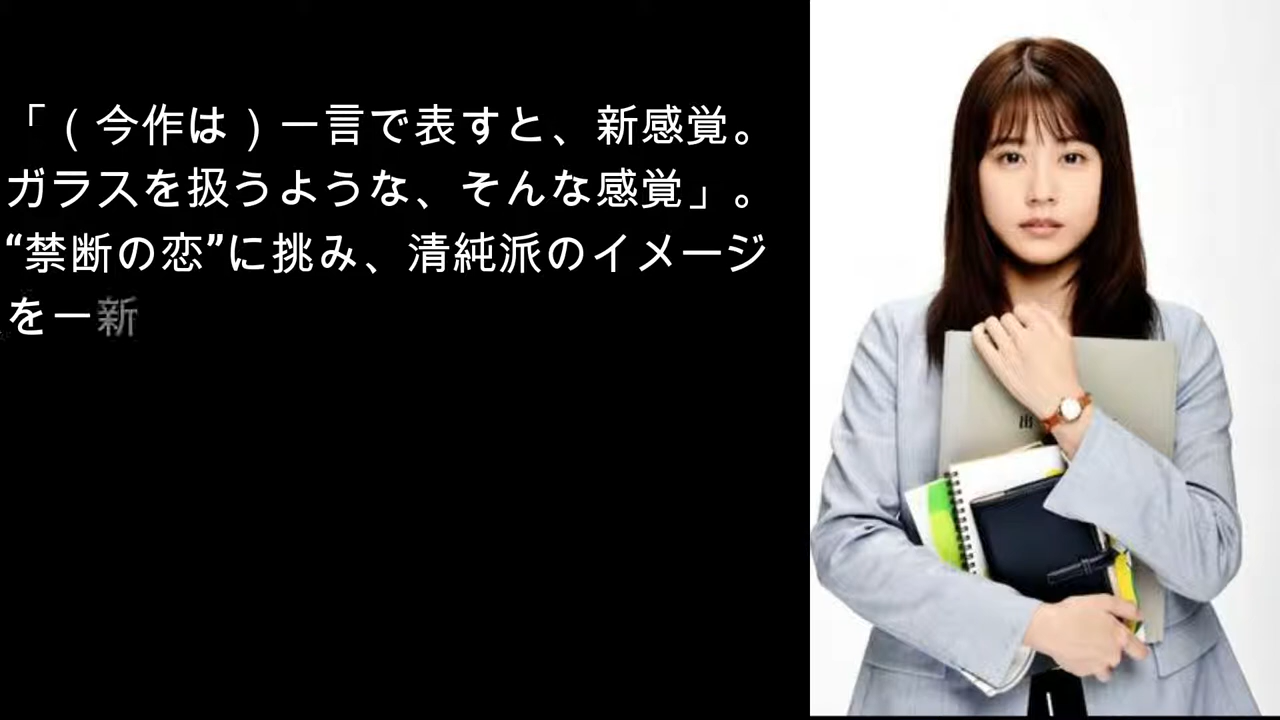 「（今作は）一言で表すと、新感覚。
ガラスを扱うような、そんな感覚」。
“禁断の恋”に挑み、清純派のイメージ
を一新
出